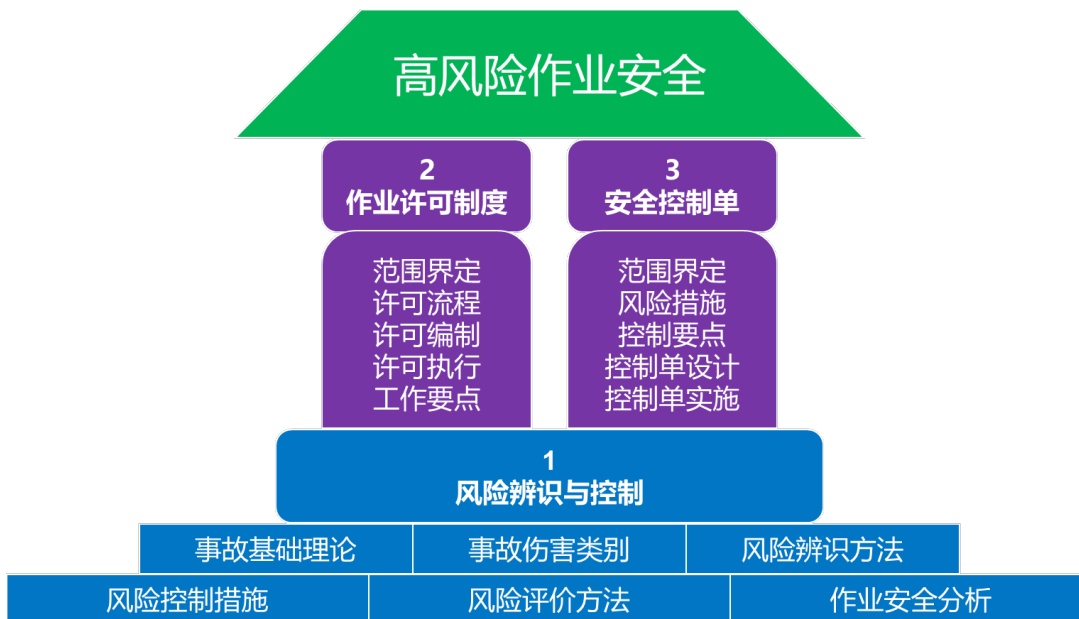 高风险作业安全
2
作业许可制度
范围界定
许可流程
许可编制
许可执行
工作要点
3
安全控制单
范围界定
风险措施
控制要点
控制单设计
控制单实施
1
风险辨识与控制
事故基础理论
事故伤害类别
风险辨识方法
风险控制措施
风险评价方法
作业安全分析